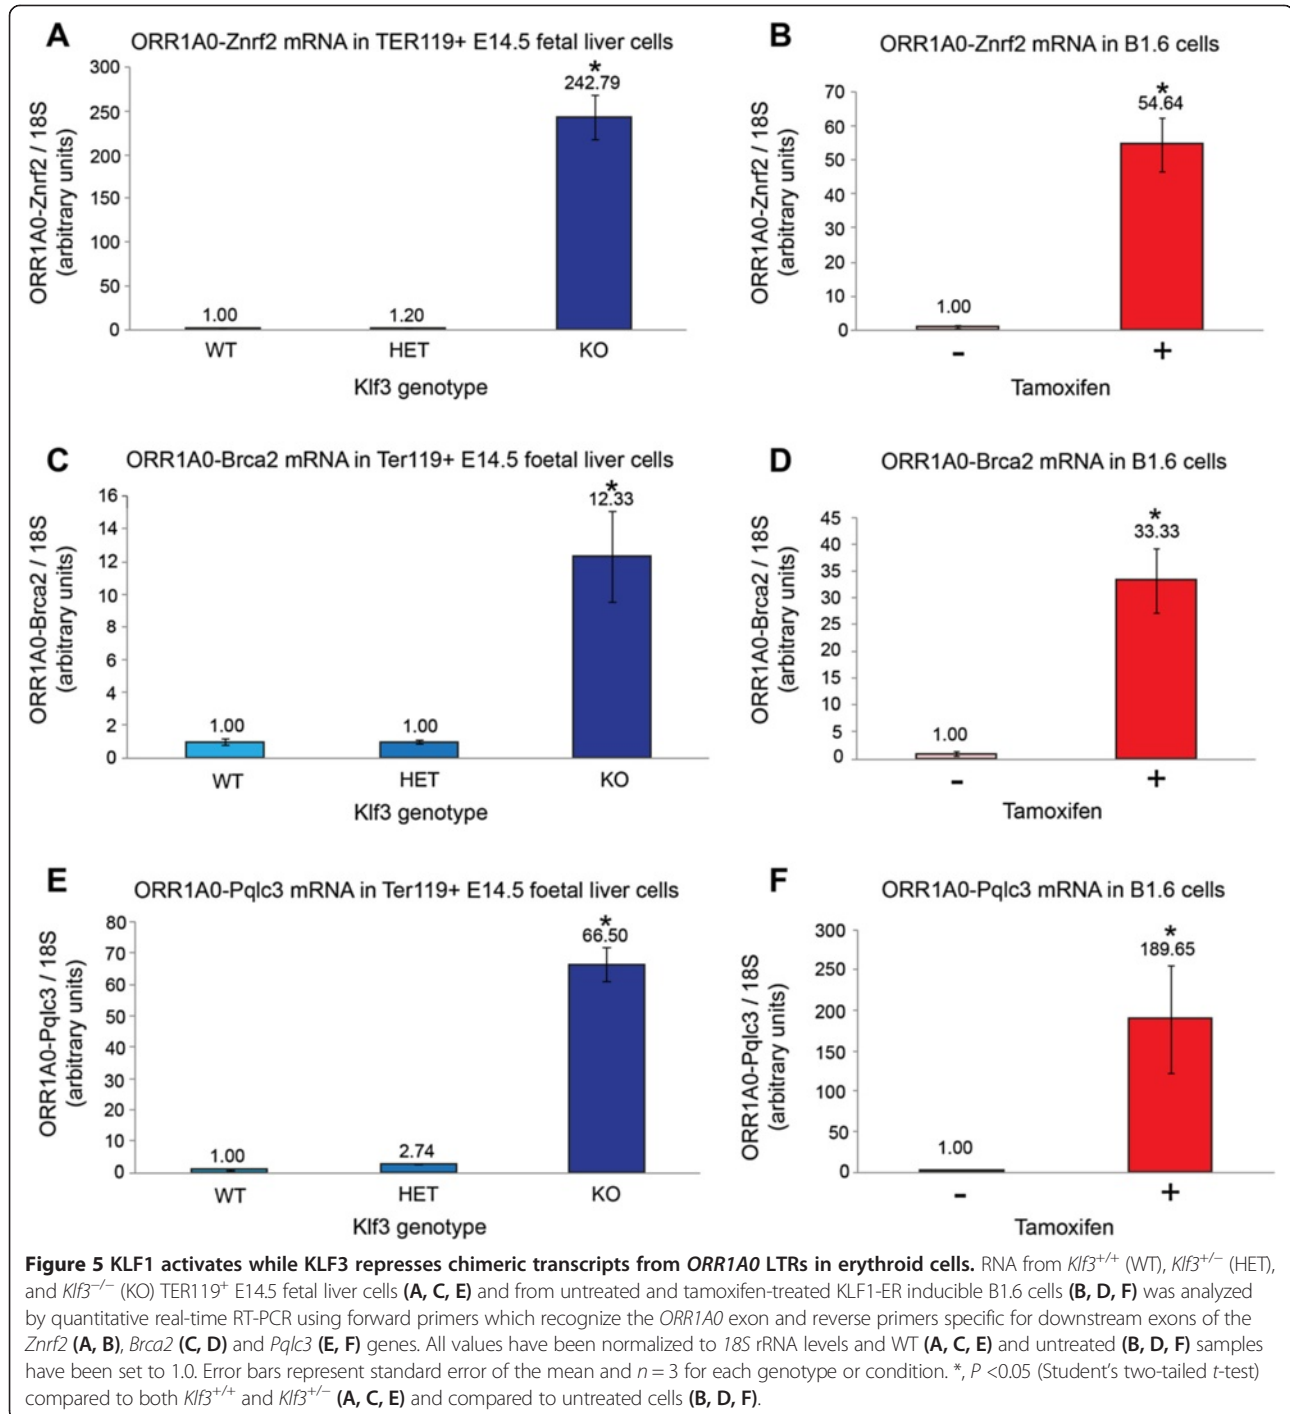 A
ORR1A0-Znrf2 mRNA in TER119+ E14.5 fetal liver cells
ORR1A0-Znrf2 / 18S
(arbitrary units)
300
250
200
150
100
50
0
*
242.79
1.00
1.20
WT
HET
KO
Klf3 genotype
B
ORR1A0-Znrf2 mRNA in B1.6 cells
ORR1A0-Znrf2 / 18S
(arbitrary units)
70
60
50
40
30
20
10
0
*
54.64
1.00
-
+
Tamoxifen
C
ORR1A0-Brca2 mRNA in Ter119+ E14.5 foetal liver cells
ORR1A0-Brca2 / 18S
(arbitrary units)
16
14
12
10
8
6
4
2
0
*
12.33
1.00
1.00
WT
HET
KO
Klf3 genotype
D
ORR1A0-Brca2 mRNA in B1.6 cells
ORR1A0-Brca2 / 18S
(arbitrary units)
45
40
35
30
25
20
15
10
5
0
*
33.33
1.00
-
+
Tamoxifen
E
ORR1A0-Pqlc3 mRNA in Ter119+ E14.5 foetal liver cells
ORR1A0-Pqlc3 / 18S
(arbitrary units)
80
70
60
50
40
30
20
10
0
*
66.50
1.00
2.74
WT
HET
KO
Klf3 genotype
F
ORR1A0-Pqlc3 mRNA in B1.6 cells
ORR1A0-Pqlc3 / 18S
(arbitrary units)
300
250
200
150
100
50
0
*
189.65
1.00
-
+
Tamoxifen
Figure 5 KLF1 activates while KLF3 represses chimeric transcripts from ORR1A0 LTRs in erythroid cells. RNA from Klf3+/+ (WT), Klf3+/− (HET),
and Klf3−/− (KO) TER119+ E14.5 fetal liver cells (A, C, E) and from untreated and tamoxifen-treated KLF1-ER inducible B1.6 cells (B, D, F) was analyzed
by quantitative real-time RT-PCR using forward primers which recognize the ORR1A0 exon and reverse primers specific for downstream exons of the
Znrf2 (A, B), Brca2 (C, D) and Pqlc3 (E, F) genes. All values have been normalized to 18S rRNA levels and WT (A, C, E) and untreated (B, D, F) samples
have been set to 1.0. Error bars represent standard error of the mean and n = 3 for each genotype or condition. *, P <0.05 (Student's two-tailed t-test)
compared to both Klf3+/+ and Klf3+/− (A, C, E) and compared to untreated cells (B, D, F).